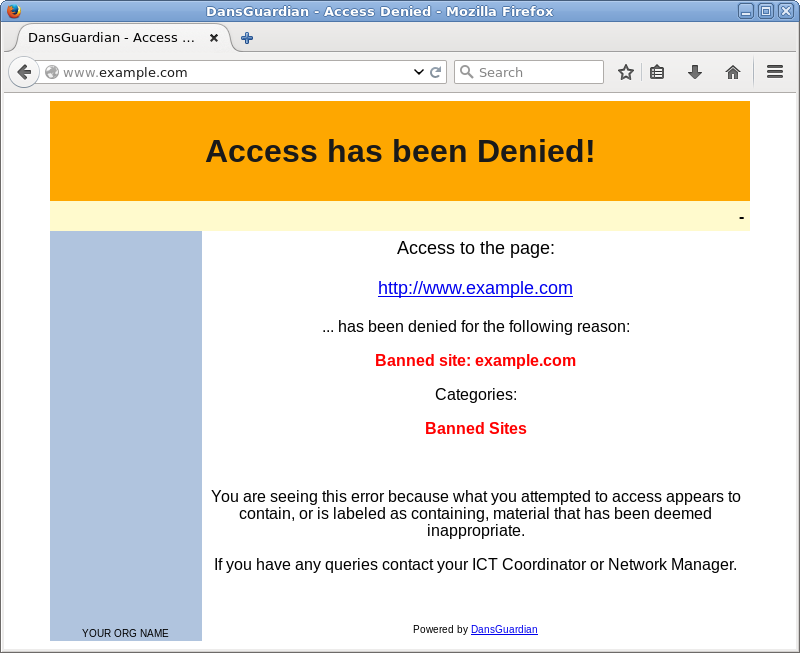 DansGuardian - Access Denied - Mozilla Firefox
DansGuardian - Access ...
www.example.com
Search
Access has been Denied!
-
Access to the page:
http://www.example.com
... has been denied for the following reason:
Banned site: example.com
Categories:
Banned Sites
You are seeing this error because what you attempted to access appears to
contain, or is labeled as containing, material that has been deemed
inappropriate.
If you have any queries contact your ICT Coordinator or Network Manager.
YOUR ORG NAME
Powered by DansGuardian